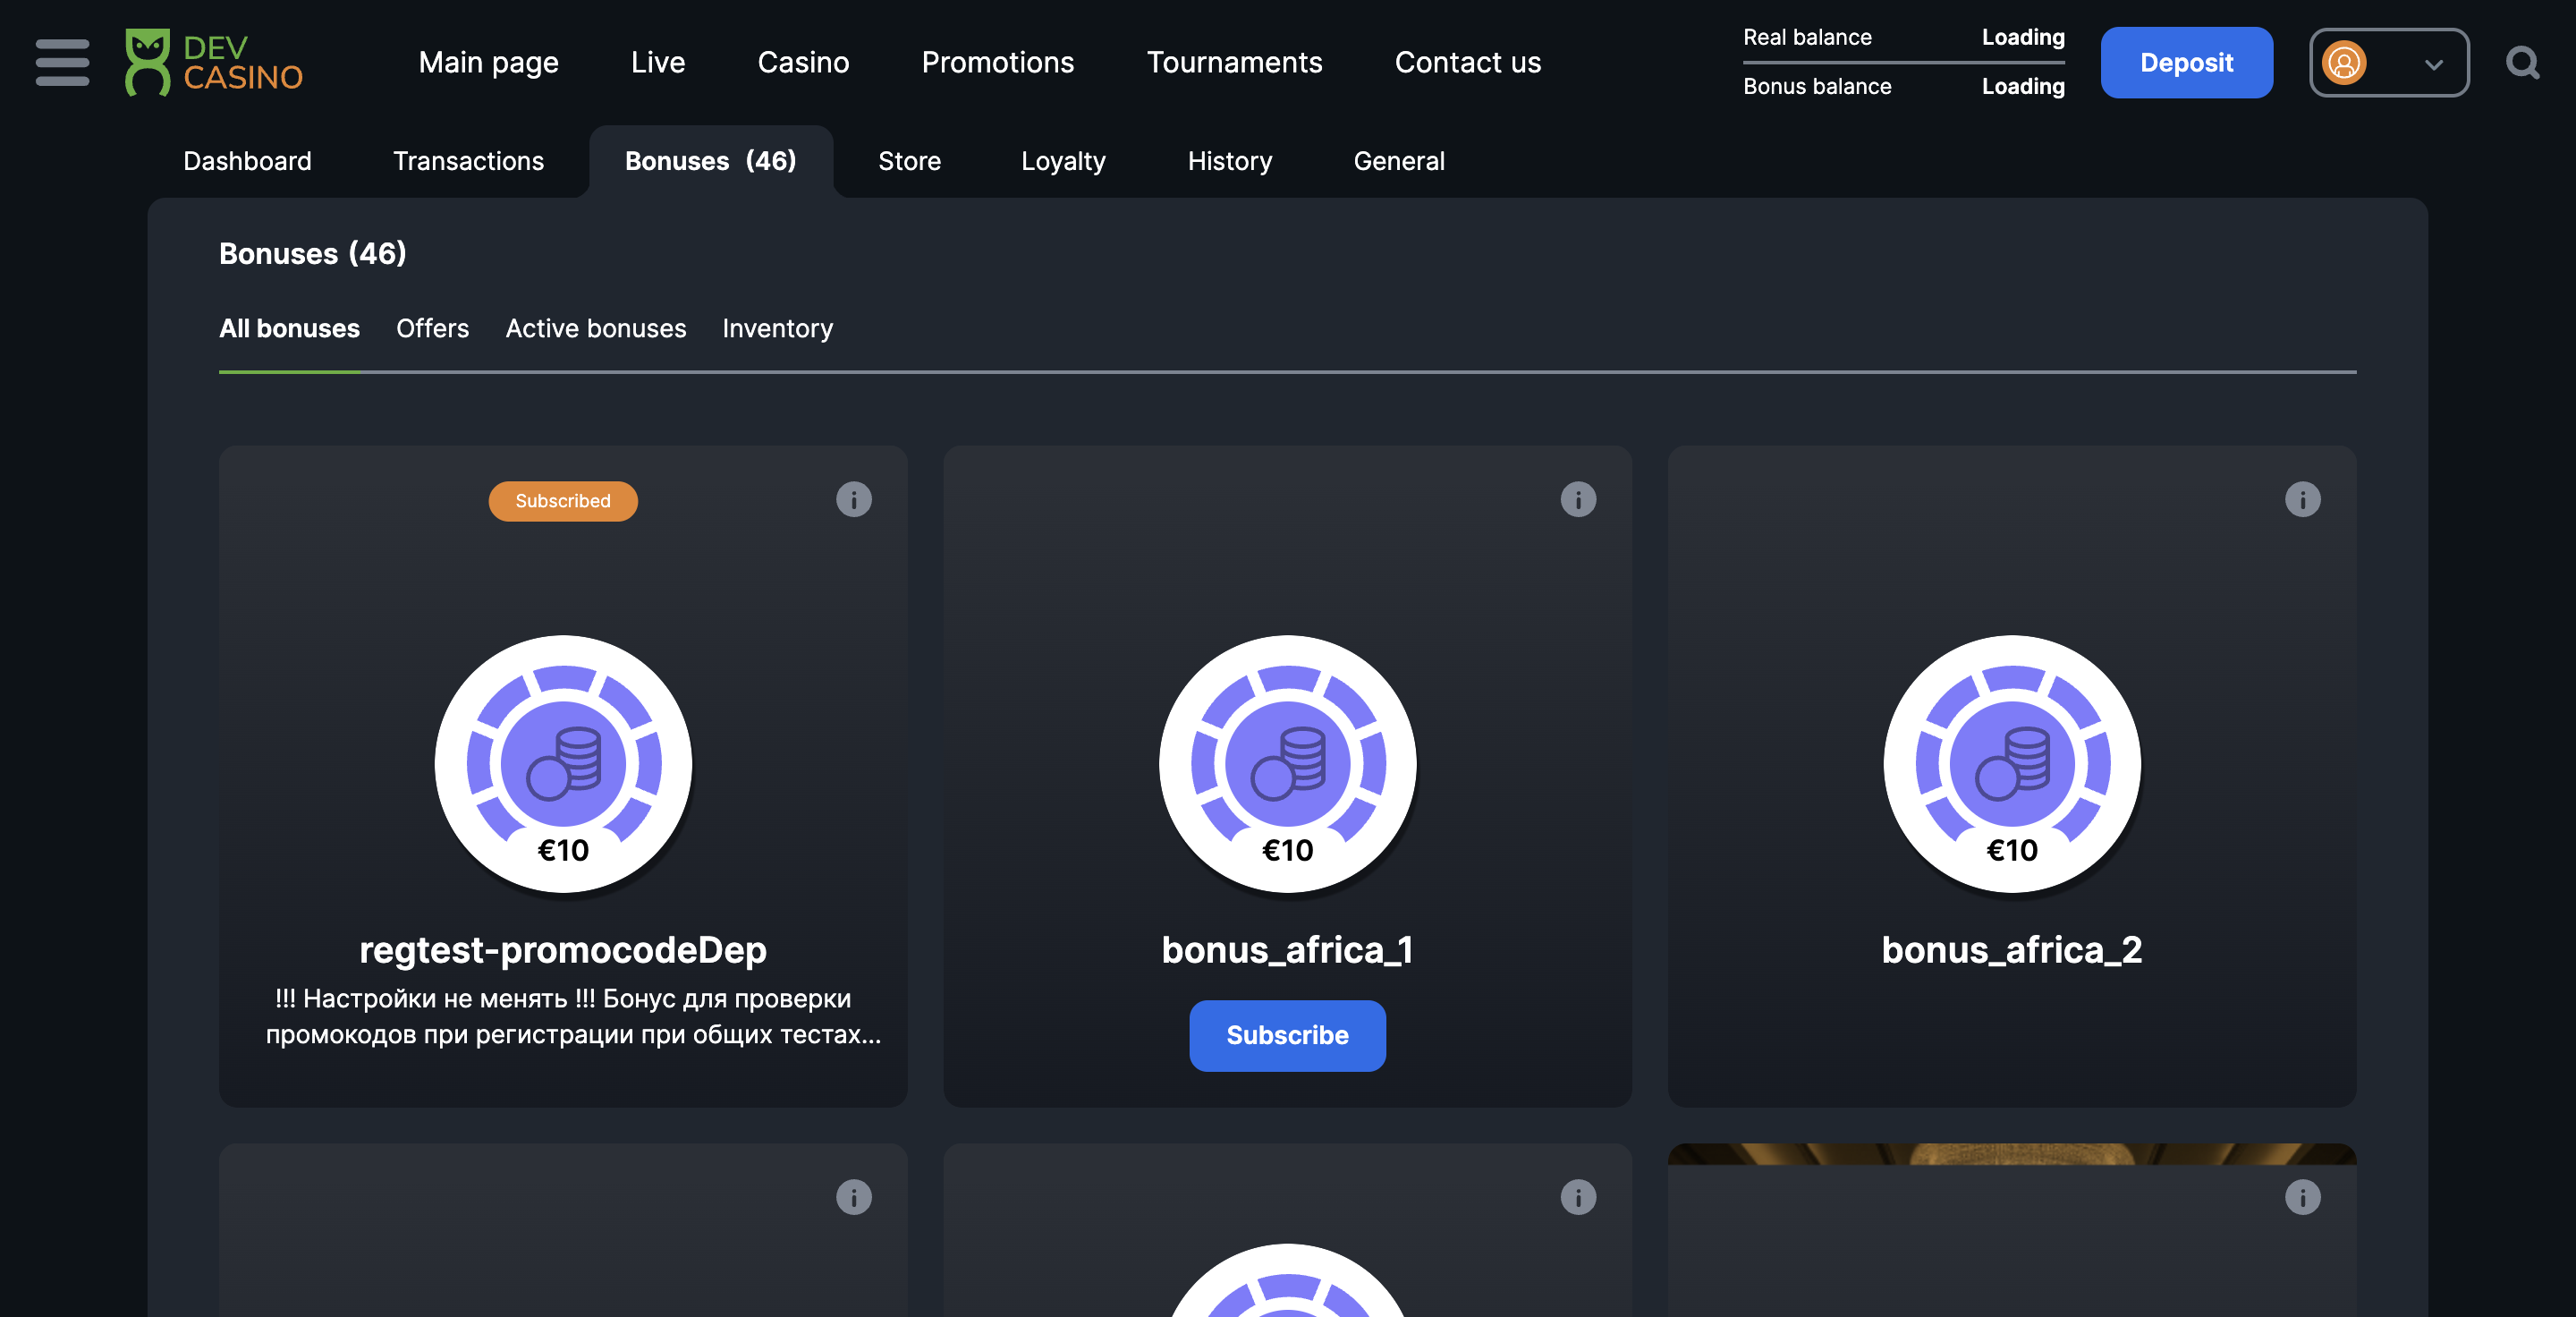 DEV
CASINO
Main page
Live
Casino
Promotions
Tournaments
Contact us
Real balance
Loading
Bonus balance
Loading
Deposit
Dashboard
Transactions
Bonuses (46)
Store
Loyalty
History
General
Bonuses (46)
All bonuses
Offers
Active bonuses
Inventory
Subscribed
€10
regtest-promocodeDep
!!! Настройки не менять !!! Бонус для проверки
промокодов при регистрации при общих тестах...
€10
bonus_africa_1
Subscribe
€10
bonus_africa_2